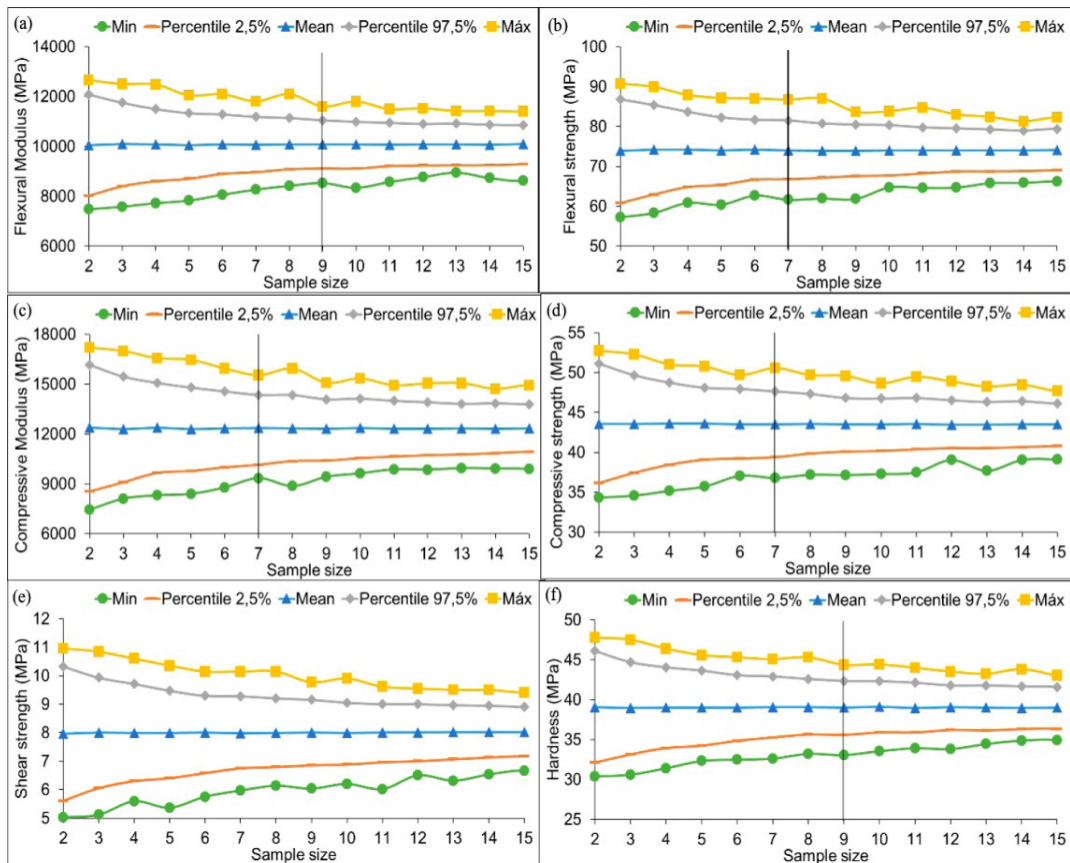 (a) Min Percentile 2,5% Mean Percentile 97,5% Máx
Flexural Modulus (MPa)
14000
12000
10000
8000
6000
2 3 4 5 6 7 8 9 10 11 12 13 14 15
Sample size
(b) Min Percentile 2,5% Mean Percentile 97,5% Máx
Flexural strength (MPa)
100
90
80
70
60
50
2 3 4 5 6 7 8 9 10 11 12 13 14 15
Sample size
(c) Min Percentile 2,5% Mean Percentile 97,5% Máx
Compressive Modulus (MPa)
18000
15000
12000
9000
6000
2 3 4 5 6 7 8 9 10 11 12 13 14 15
Sample size
(d) Min Percentile 2,5% Mean Percentile 97,5% Máx
Compressive strength (MPa)
55
50
45
40
35
30
2 3 4 5 6 7 8 9 10 11 12 13 14 15
Sample size
(e) Min Percentile 2,5% Mean Percentile 97,5% Máx
Shear strength (MPa)
12
11
10
9
8
7
6
5
2 3 4 5 6 7 8 9 10 11 12 13 14 15
Sample size
(f) Min Percentile 2,5% Mean Percentile 97,5% Máx
Hardness (MPa)
50
45
40
35
30
25
2 3 4 5 6 7 8 9 10 11 12 13 14 15
Sample size